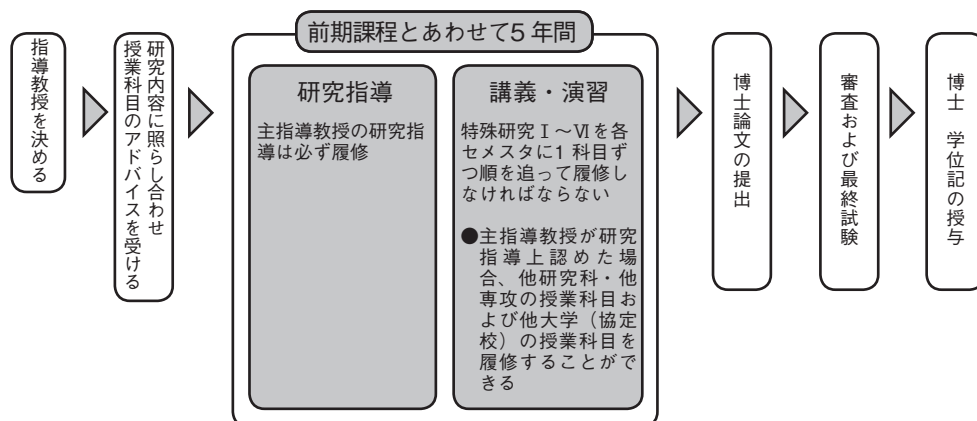 指導教授を決める
研究内容に照らし合わせ
授業科目のアドバイスを受ける
前期課程とあわせて5年間
研究指導
主指導教授の研究指
導は必ず履修
講義・演習
特殊研究Ⅰ~Ⅵを各
セメスタに1科目ず
つ順を追って履修し
なければならない
●主指導教授が研究
指導上認めた場
合、他研究科・他
専攻の授業科目お
よび他大学(協定
校)の授業科目を
履修することがで
きる
博士論文の提出
審査および最終試験
博士 学位記の授与